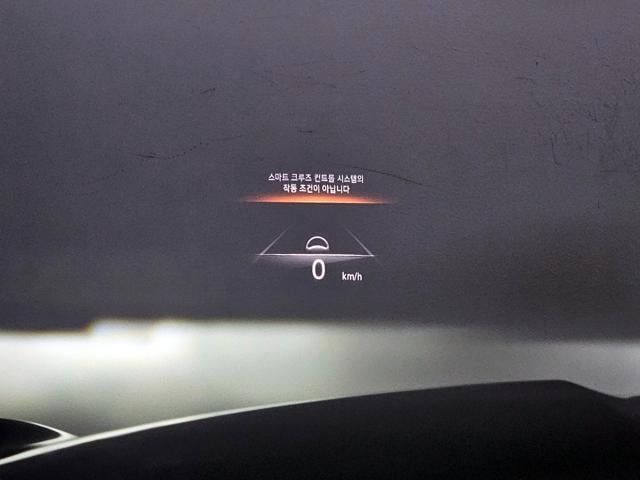 스마트 크루즈 컨트롤 시스템의
작동 조건이 아닙니다
0 km/h